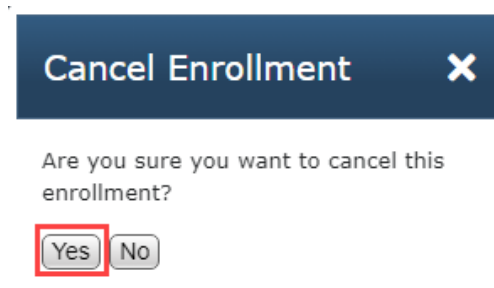 Cancel Enrollment
Are you sure you want to cancel this
enrollment?
Yes No